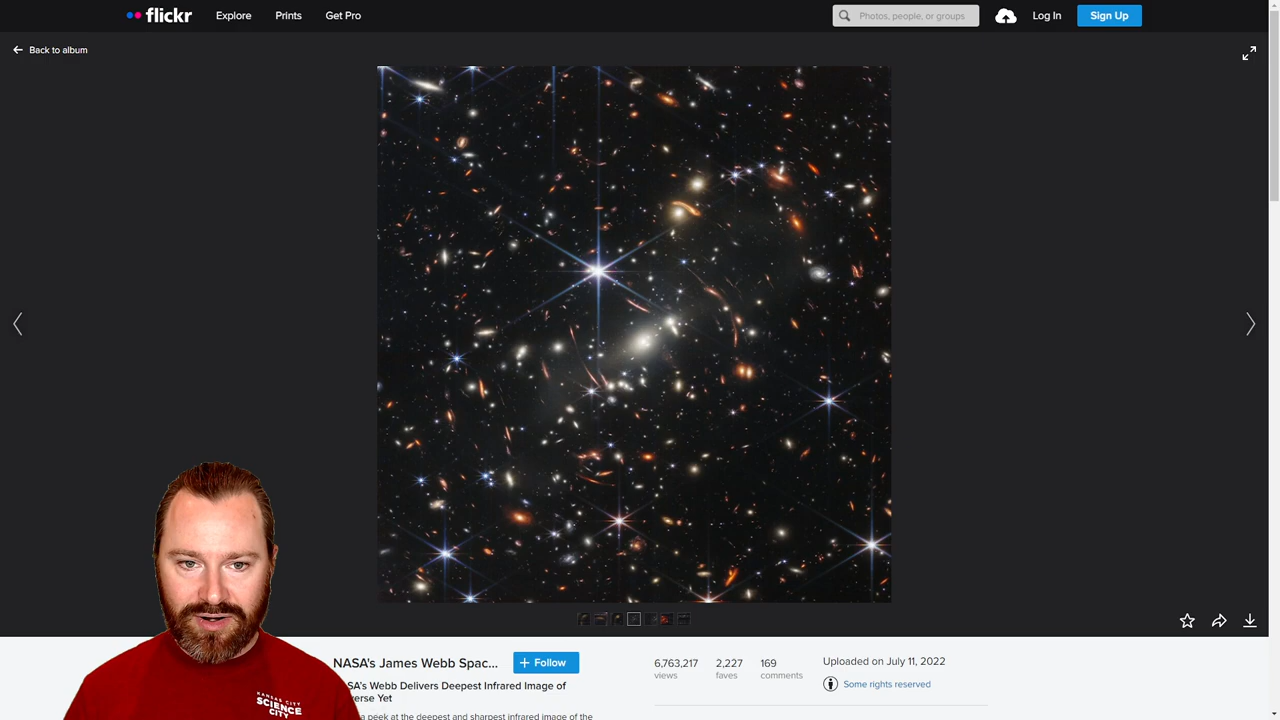 flickr
Explore
Prints
Get Pro
Photos, people, or groups
Log In
Sign Up
Back to album
NASA's James Webb Spac...
+ Follow
6,763,217
views
2,227
faves
169
comments
Uploaded on July 11, 2022
Some rights reserved
SA's Webb Delivers Deepest Infrared Image of
erse Yet
a peek at the deepest and sharpest infrared image of the
KANSAS CITY
SCIENCE
CITY